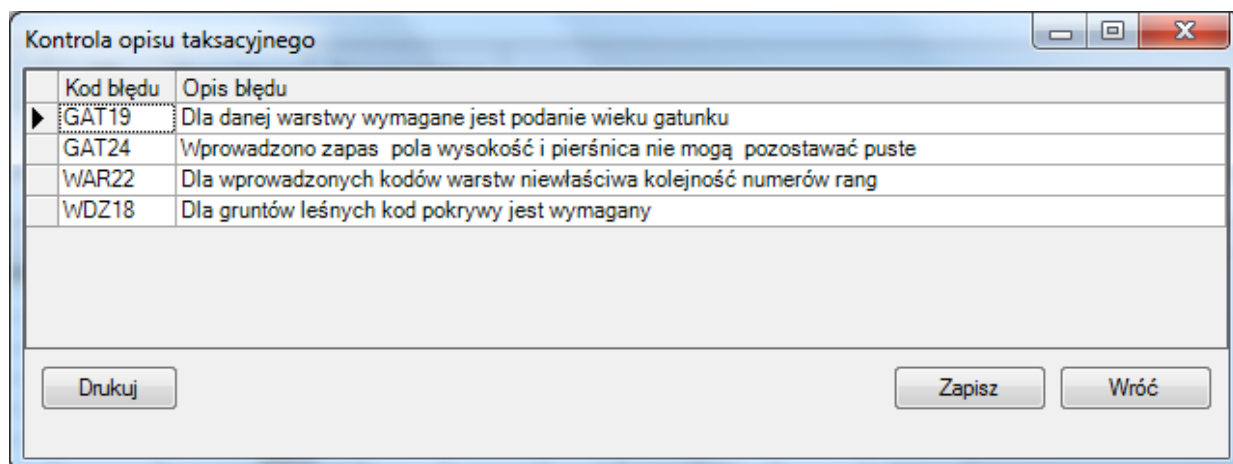 Kontrola opisu taksacyjnego
Kod błędu Opis błędu
GAT19 Dla danej warstwy wymagane jest podanie wieku gatunku
GAT24 Wprowadzono zapas pola wysokość i pierśnica nie mogą pozostawać puste
WAR22 Dla wprowadzonych kodów warstw niewłaściwa kolejność numerów rang
WDZ18 Dla gruntów leśnych kod pokrywy jest wymagany
Drukuj Zapisz Wróć